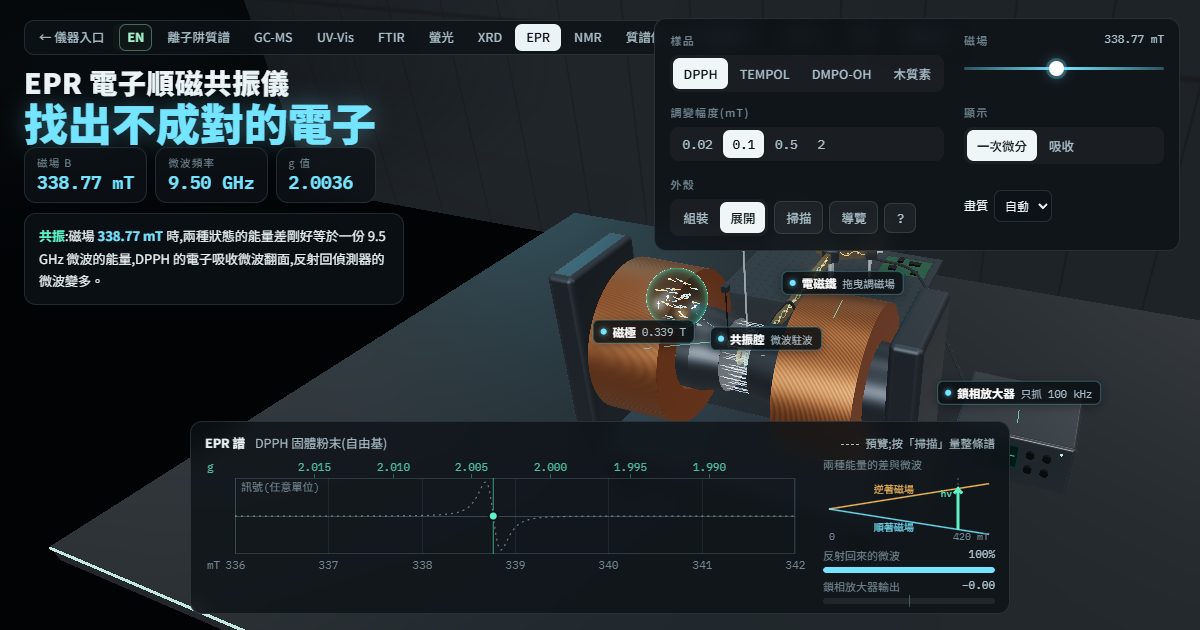 ← 儀器入口 EN 離子阱質譜 GC-MS UV-Vis FTIR 螢光 XRD EPR NMR
EPR 電子順磁共振儀
找出不成對的電子
磁場 B
338.77 mT
微波頻率
9.50 GHz
g 值
2.0036
共振:磁場 338.77 mT 時,兩種狀態的能量差剛好等於一份 9.5
GHz 微波的能量,DPPH 的電子吸收微波翻面,反射回偵測器的
微波變多。
樣品
DPPH TEMPOL DMPO-OH 木質素
磁場 338.77 mT
調變幅度(mT)
0.02 0.1 0.5 2
顯示
一次微分 吸收
外殼
組裝 展開 掃描 導覽 ?
畫質 自動
電磁鐵 拖曳調磁場
磁極 0.339 T
共振腔 微波駐波
鎖相放大器 只抓 100 kHz
EPR 譜 DPPH 固體粉末(自由基)
---- 預覽;按「掃描」量整條譜
g 2.015 2.010 2.005 2.000 1.995 1.990
訊號(任意單位)
mT 336 337 338 339 340 341 342
兩種能量的差與微波
逆著磁場
hν
順著磁場
0 420 mT
反射回來的微波 100%
鎖相放大器輸出 −0.00